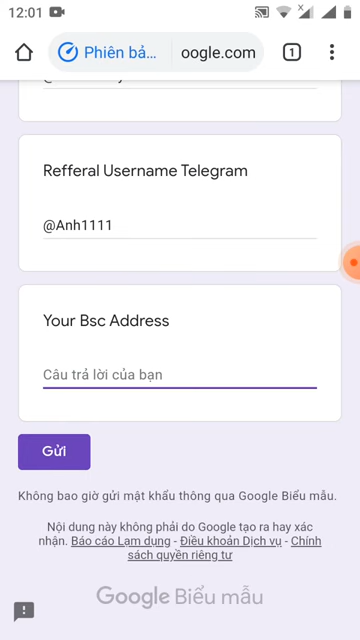 12:01
Phiên bả... oogle.com
1
Refferal Username Telegram
@Anh1111
Your Bsc Address
Câu trả lời của bạn
Gửi
Không bao giờ gửi mật khẩu thông qua Google Biểu mẫu.
Nội dung này không phải do Google tạo ra hay xác
nhận. Báo cáo Lạm dụng - Điều khoản Dịch vụ - Chính
sách quyền riêng tư
Google Biểu mẫu